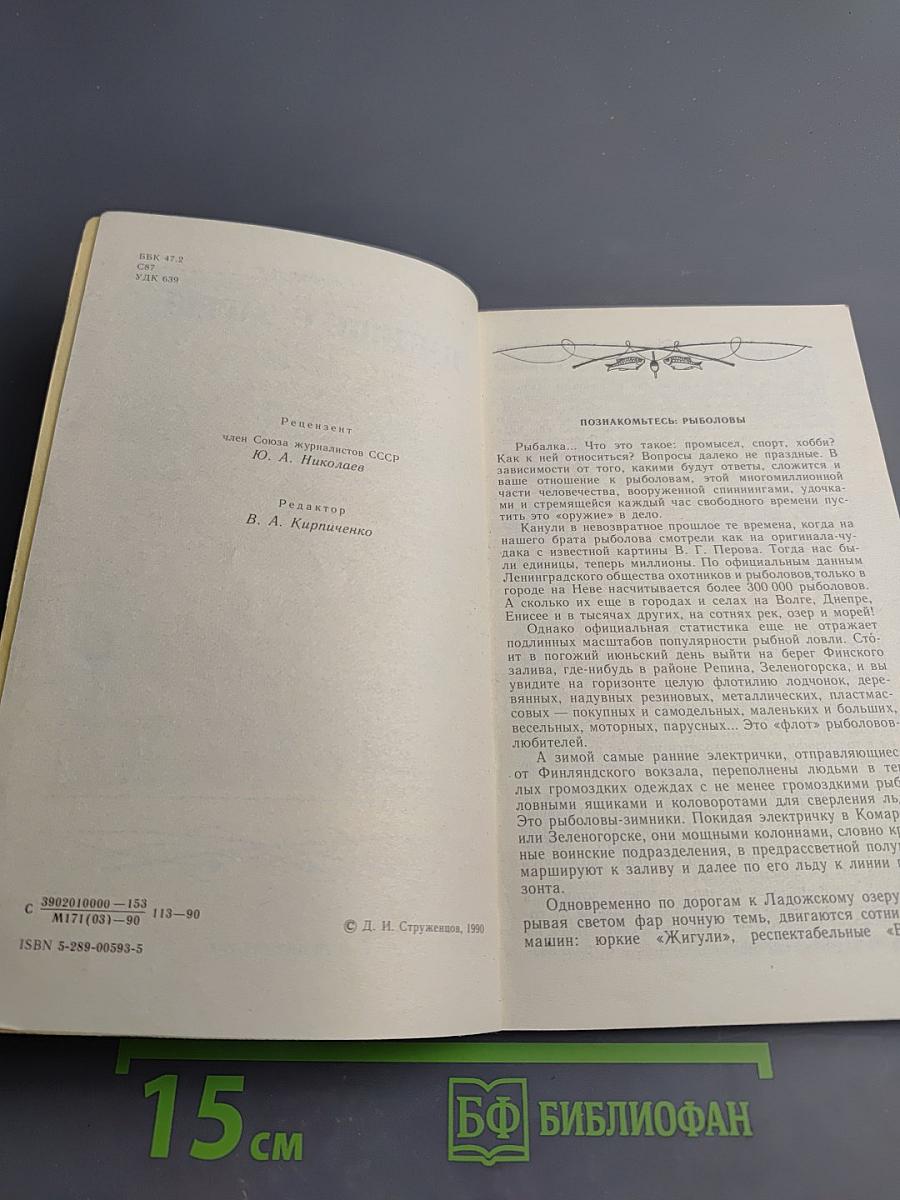 ББК 47.2
С87
УДК 639
Рецензент
член Союза журналистов СССР
Ю. А. Николаев
Редактор
В. А. Кирпиченко
С 3902010000—153
М171(03)—90
113—90
ISBN 5-289-00593-5
© Д. И. Струженцов, 1990
ПОЗНАКОМЬТЕСЬ: РЫБОЛОВЫ
Рыбалка... Что это такое: промысел, спорт, хобби?
Как к ней относиться? Вопросы далеко не праздные. В
зависимости от того, какими будут ответы, сложится и
ваше отношение к рыболовам, этой многомиллионной
части человечества, вооруженной спиннингами, удочка-
ми и стремящейся каждый час свободного времени пус-
тить это «оружие» в дело.
Канули в невозвратное прошлое те времена, когда на
нашего брата рыболова смотрели как на оригинала-чу-
дака с известной картины В. Г. Перова. Тогда нас бы-
ли единицы, теперь миллионы. По официальным данным
Ленинградского общества охотников и рыболовов, только в
городе на Неве насчитывается более 300 000 рыболовов.
А сколько их еще в городах и селах на Волге, Днепре,
Енисее и в тысячах других, на сотнях рек, озер и морей!
Однако официальная статистика еще не отражает
подлинных масштабов популярности рыбной ловли. Сто́-
ит в погожий июньский день выйти на берег Финского
залива, где-нибудь в районе Репина, Зеленогорска, и вы
увидите на горизонте целую флотилию лодчонок, дере-
вянных, надувных резиновых, металлических, пластмас-
совых — покупных и самодельных, маленьких и больших,
весельных, моторных, парусных... Это «флот» рыболовов-
любителей.
А зимой самые ранние электрички, отправляющиес
от Финляндского вокзала, переполнены людьми в теп
лых громоздких одеждах с не менее громоздкими рыб
ловными ящиками и коловоротами для сверления ль
Это рыболовы-зимники. Покидая электричку в Комар
или Зеленогорске, они мощными колоннами, словно кр
ные воинские подразделения, в предрассветной полу
маршируют к заливу и далее по его льду к линии
зонта.
Одновременно по дорогам к Ладожскому озеру
рывая светом фар ночную темь, двигаются сотни
машин: юркие «Жигули», респектабельные «В
15 см
БФ БИБЛИОФАН